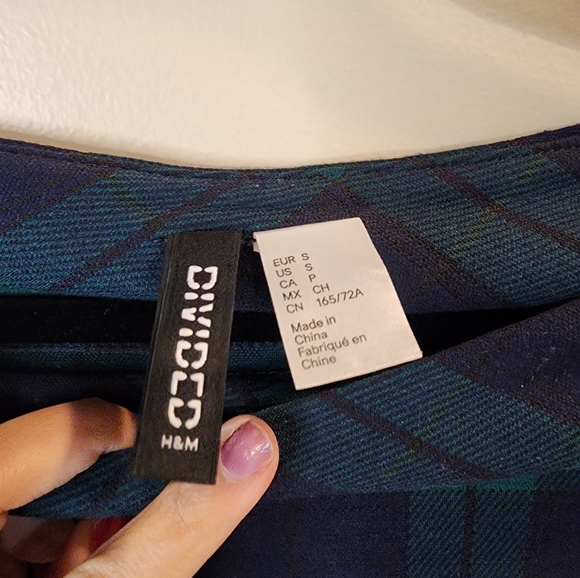 DIVIDED
H&M
EUR S
US S
CA P
MX CH
CN 165/72A
Made in
China
Fabriqué en
Chine